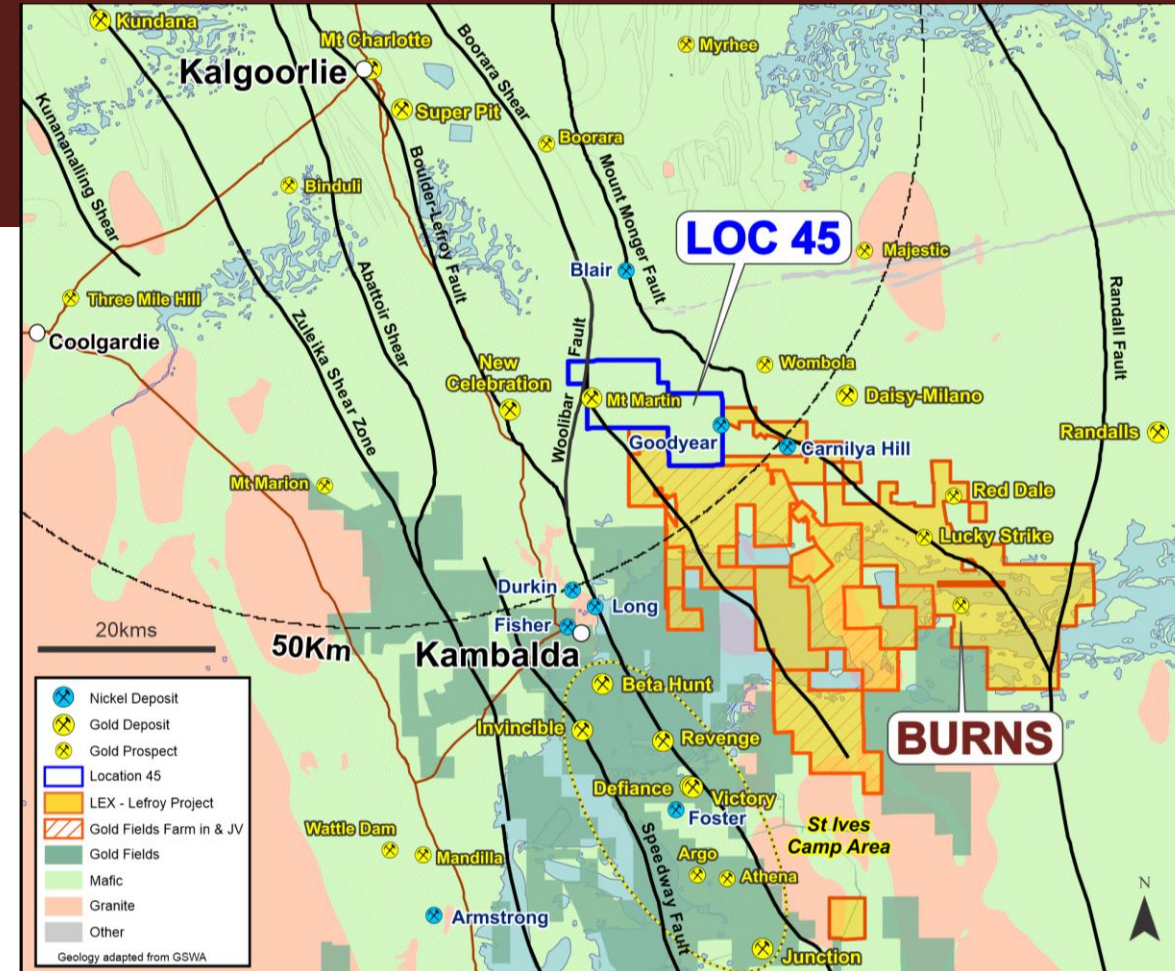 Kundana
Mt Charlotte
Kalgoorlie
Super Pit
Boorara Shear
Myrhee
Boorara
Kunanalling Shear
Binduli
Boulder-Lefroy Fault
Mount Monger Fault
LOC 45
Majestic
Blair
Three Mile Hill
Coolgardie
Abattoir Shear
Zuleika Shear Zone
Randall Fault
New
Celebration
Woolibar Fault
Mt Martin
Wombola
Daisy-Milano
Goodyear
Carnilya Hill
Randalls
Mt Marion
Red Dale
Lucky Strike
Durkin
Long
Fisher
Kambalda
20kms
50Km
BURNS
Beta Hunt
Invincible
Revenge
Defiance
Victory
Foster
St Ives
Camp Area
Speedway Fault
Argo
Athena
Wattle Dam
Mandilla
Armstrong
Junction
N
Nickel Deposit
Gold Deposit
Gold Prospect
Location 45
LEX - Lefroy Project
Gold Fields Farm in & JV
Gold Fields
Mafic
Granite
Other
Geology adapted from GSWA